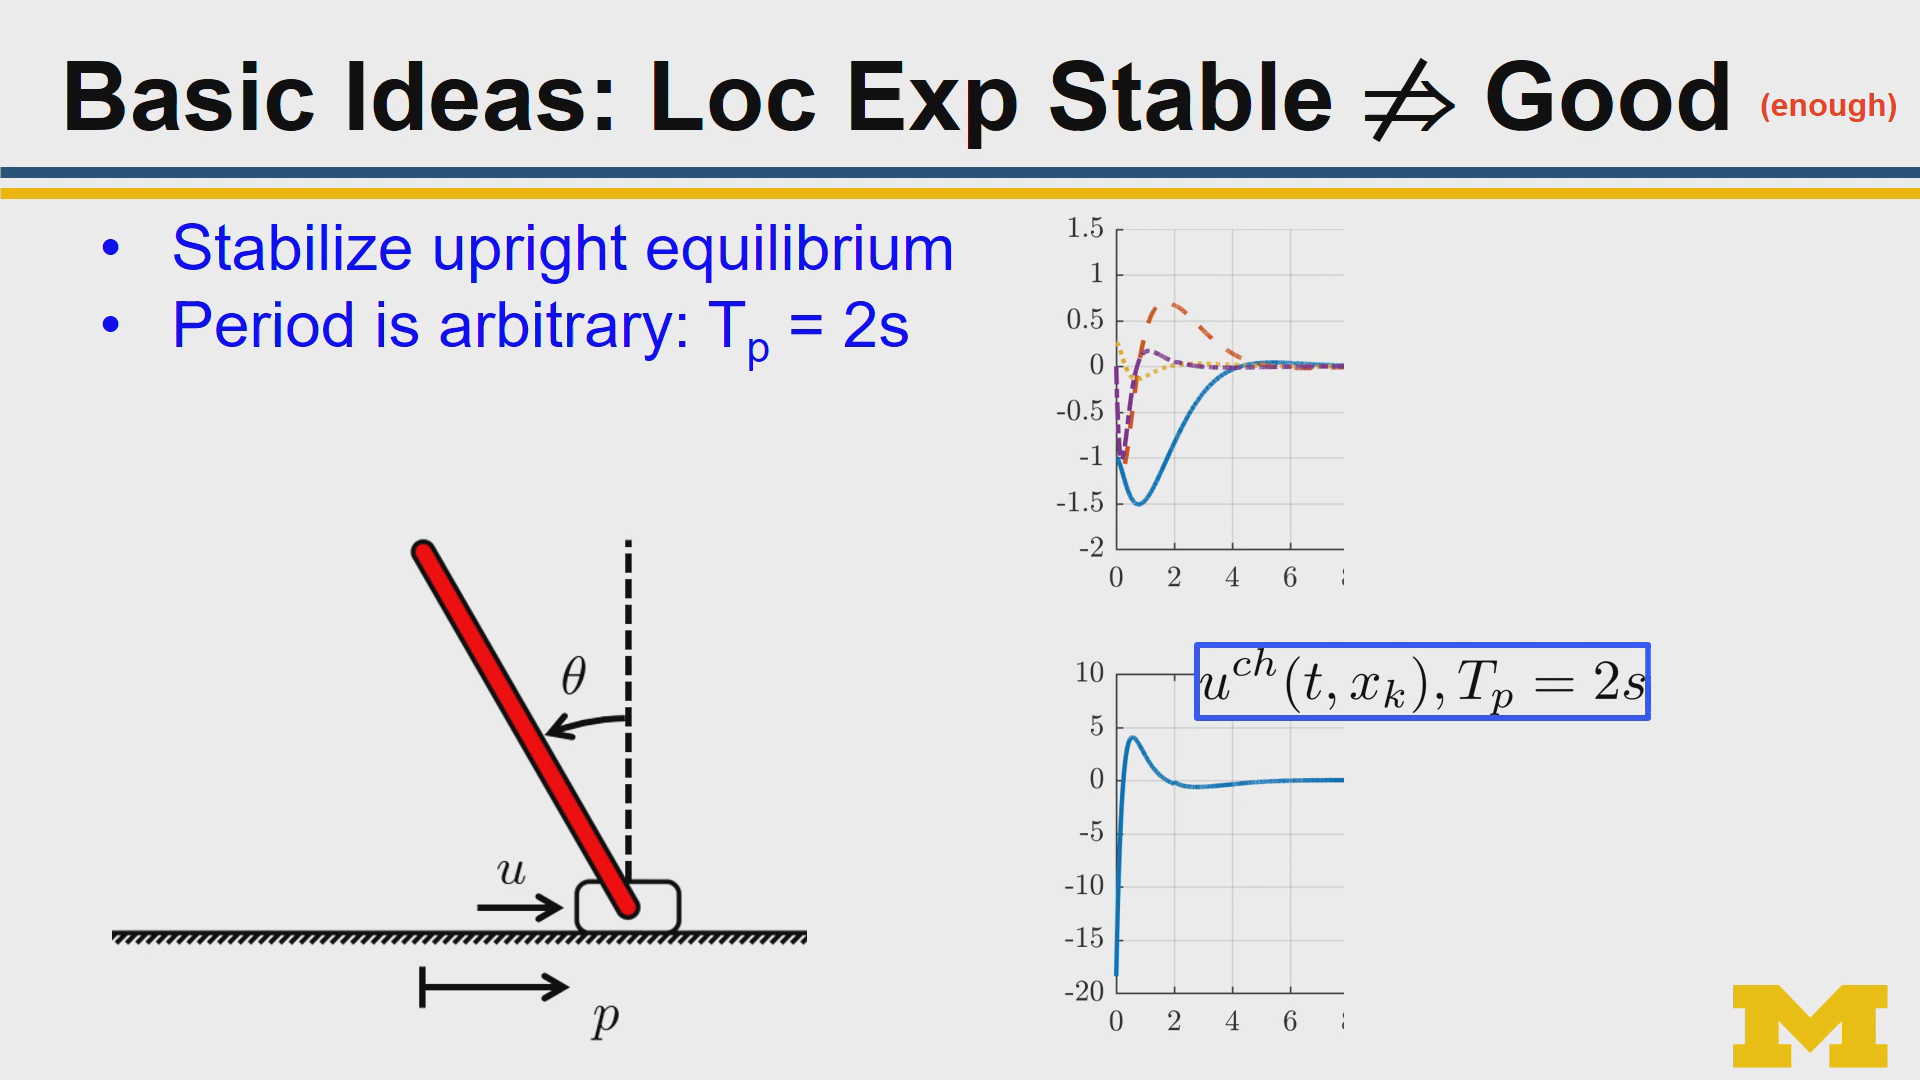 Basic Ideas: Loc Exp Stable ⇏ Good (enough)
• Stabilize upright equilibrium
• Period is arbitrary: Tₚ = 2s
1.5
1
0.5
0
-0.5
-1
-1.5
-2
0 2 4 6
θ
u
p
u^{ch}(t, x_k), T_p = 2s
10
5
0
-5
-10
-15
-20
0 2 4 6
M